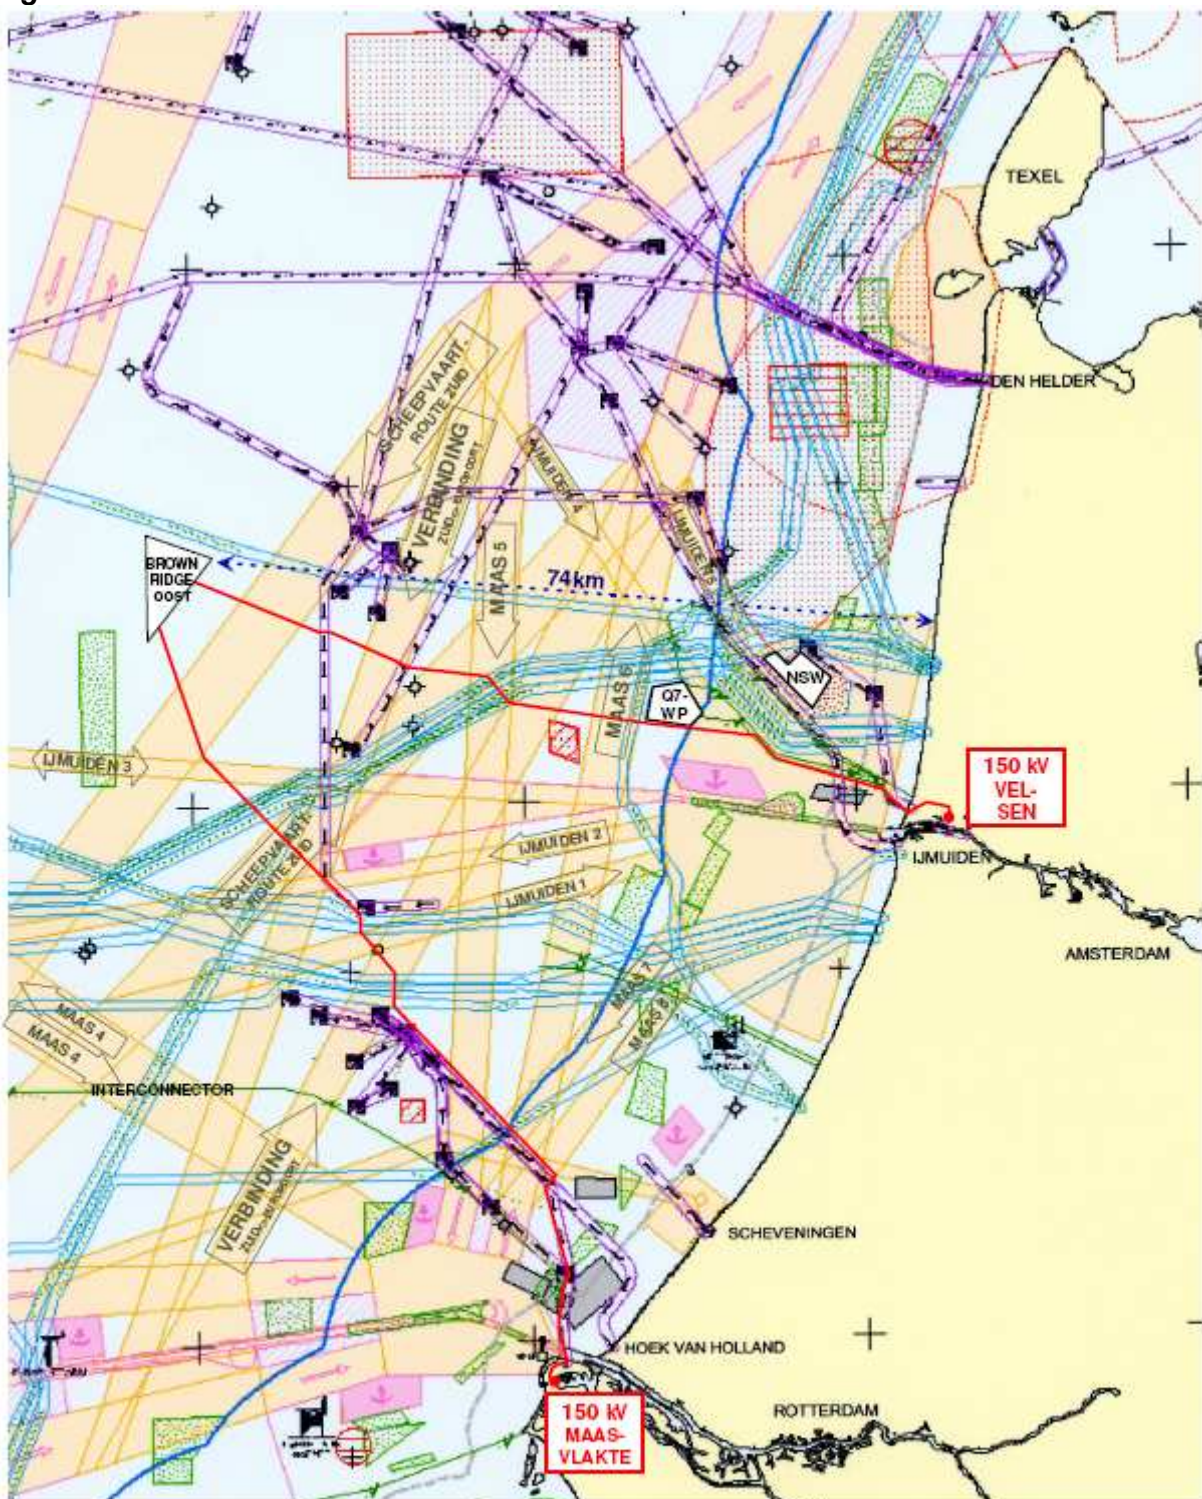 TEXEL
DEN HELDER
SCHEEPVAART-
ROUTE ZUID
VERBINDING
IJMUIDEN 4
IJMUIDEN 5
MAAS 5
BROWN
RIDGE
OOST
74km
MAAS 6
Q7-
WP
NSW
IJMUIDEN 3
150 kV
VEL-
SEN
IJMUIDEN
IJMUIDEN 2
IJMUIDEN 1
SCHEEPVAART-
ROUTE ZUID
AMSTERDAM
MAAS 7
MAAS 8
MAAS 4
MAAS 4
INTERCONNECTOR
VERBINDING
SCHEVENINGEN
HOEK VAN HOLLAND
150 kV
MAAS-
VLAKTE
ROTTERDAM